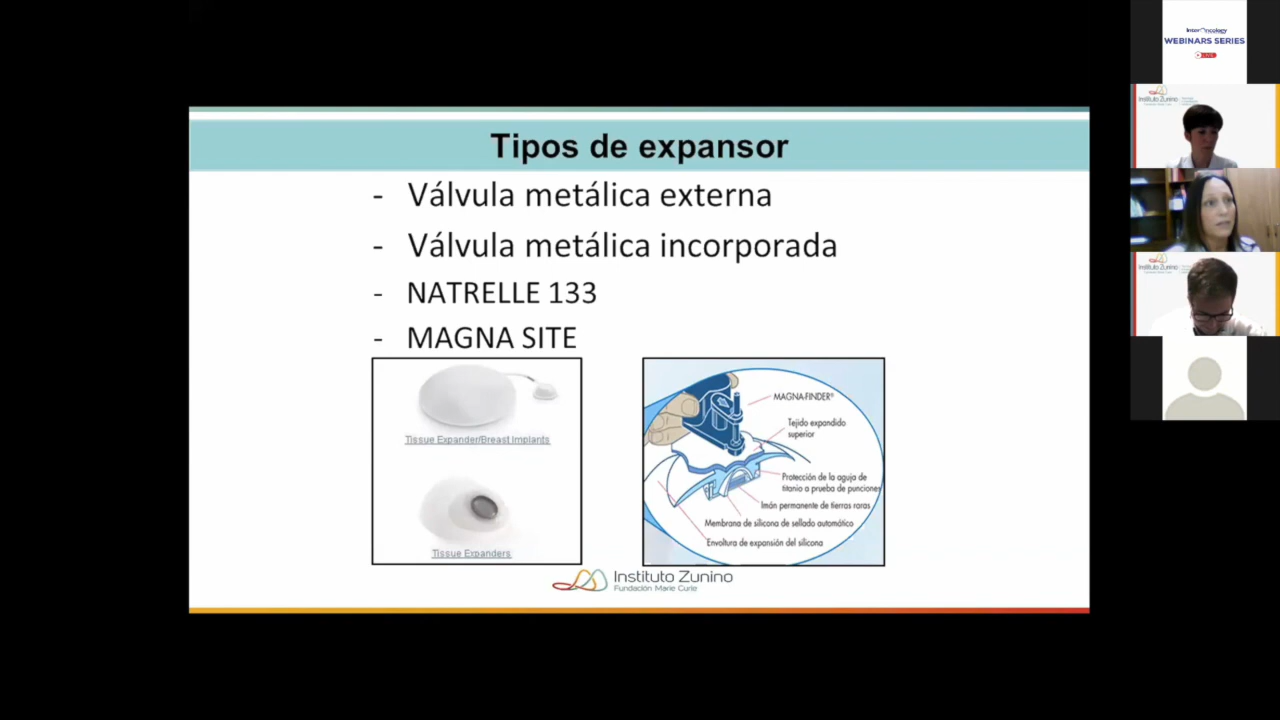 Tipos de expansor
- Válvula metálica externa
- Válvula metálica incorporada
- NATRELLE 133
- MAGNA SITE
Tissue Expander/Breast Implants
Tissue Expanders
MAGNA-FINDER®
Tejido expandido
superior
Protección de la aguja de
titanio a prueba de punciones
Imán permanente de tierras raras
Membrana de silicona de sellado automático
Envoltura de expansión del silicona
Instituto Zunino
Fundación Marie Curie
InterOncology
WEBINARS SERIES
Instituto Zunino
Instituto Zunino